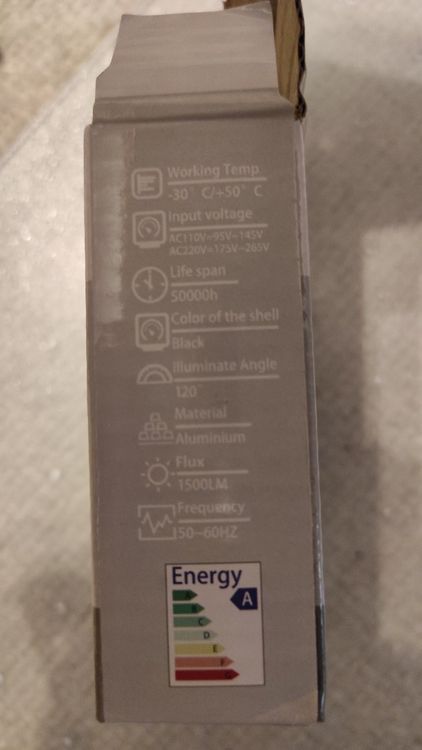 Working Temp
-30° C/+50° C
Input voltage
AC110V~95V~145V
AC220V~175V~265V
Life span
50000h
Color of the shell
Black
Illuminate Angle
120°
Material
Aluminium
Flux
1500LM
Frequency
50~60HZ
Energy
A
A
B
C
D
E
F
G